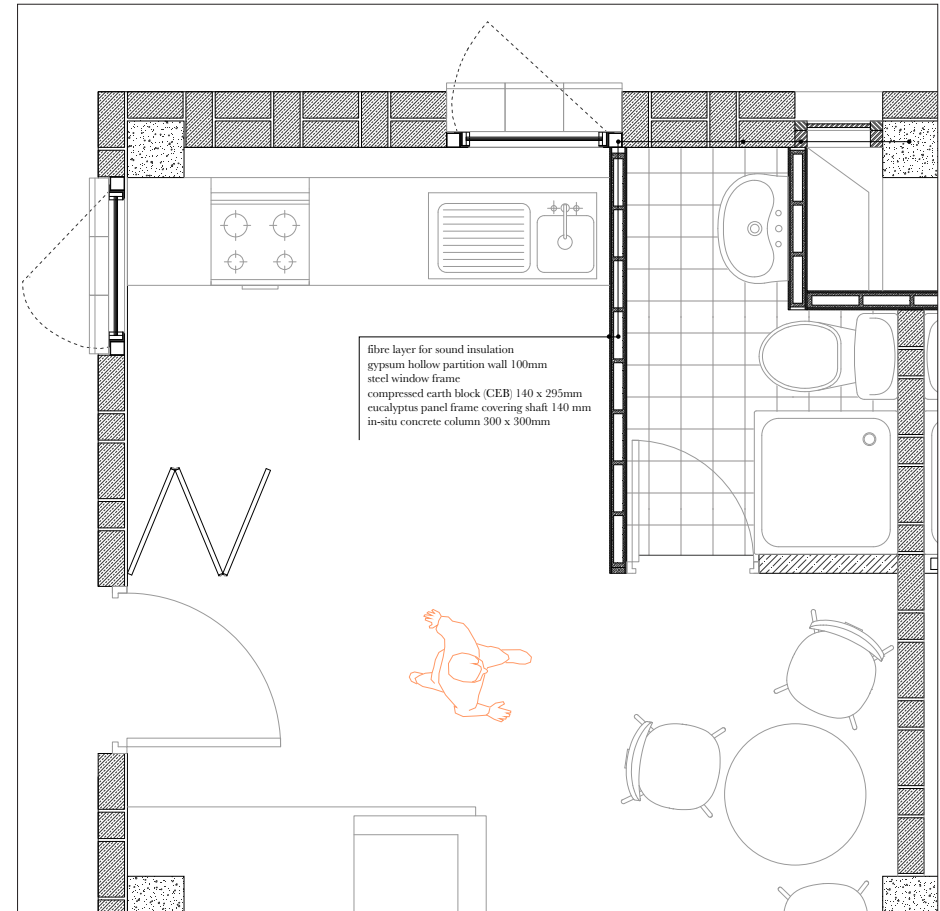 fibre layer for sound insulation
gypsum hollow partition wall 100mm
steel window frame
compressed earth block (CEB) 140 x 295mm
eucalyptus panel frame covering shaft 140 mm
in-situ concrete column 300 x 300mm